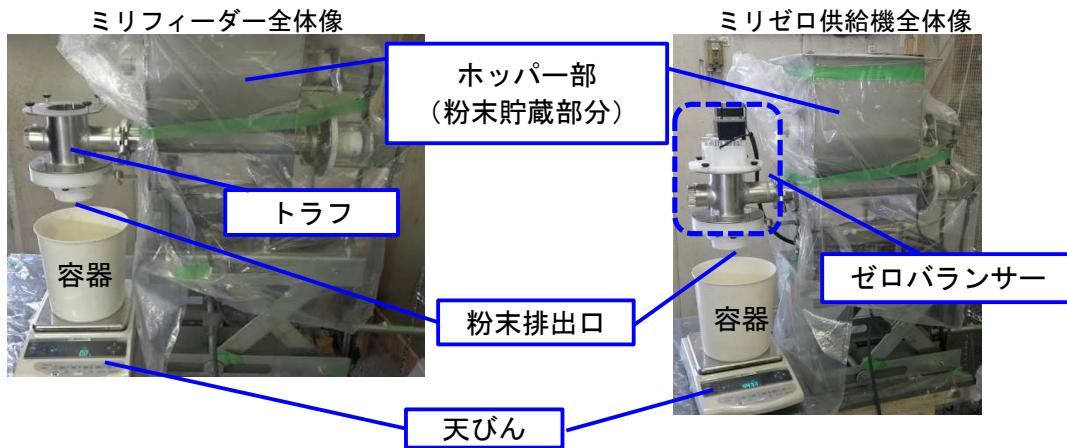 ミリフィーダー全体像
ミリゼロ供給機全体像
ホッパー部
（粉末貯蔵部分）
トラフ
容器
ゼロバランサー
粉末排出口
容器
天びん